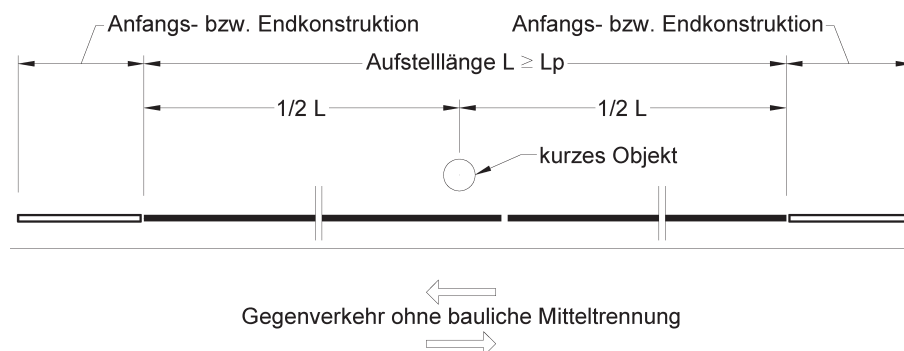 Anfangs- bzw. Endkonstruktion Anfangs- bzw. Endkonstruktion
Aufstelllänge L ≥ Lp
1/2 L 1/2 L
kurzes Objekt
Gegenverkehr ohne bauliche Mitteltrennung